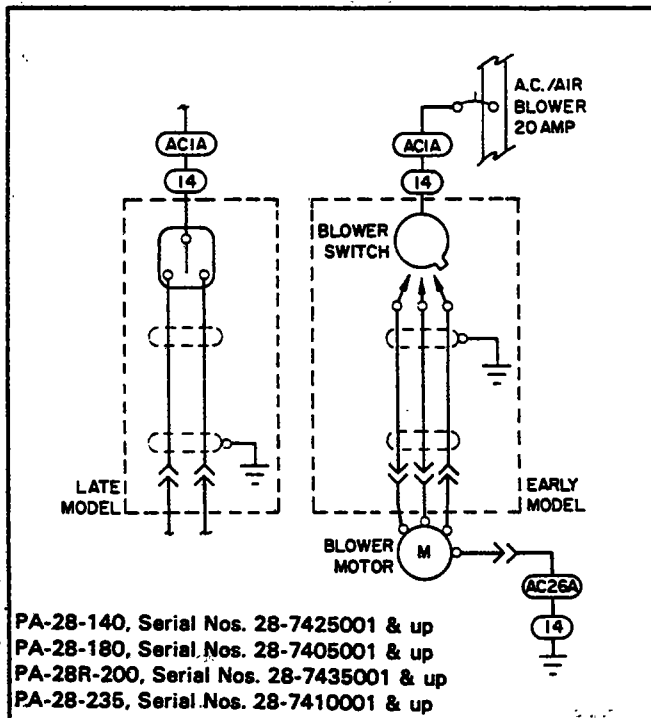 A.C./AIR
BLOWER
20 AMP
AC1A
14
AC1A
14
BLOWER
SWITCH
LATE
MODEL
EARLY
MODEL
BLOWER
MOTOR
M
AC26A
14
PA-28-140, Serial Nos. 28-7425001 & up
PA-28-180, Serial Nos. 28-7405001 & up
PA-28R-200, Serial Nos. 28-7435001 & up
PA-28-235, Serial Nos. 28-7410001 & up